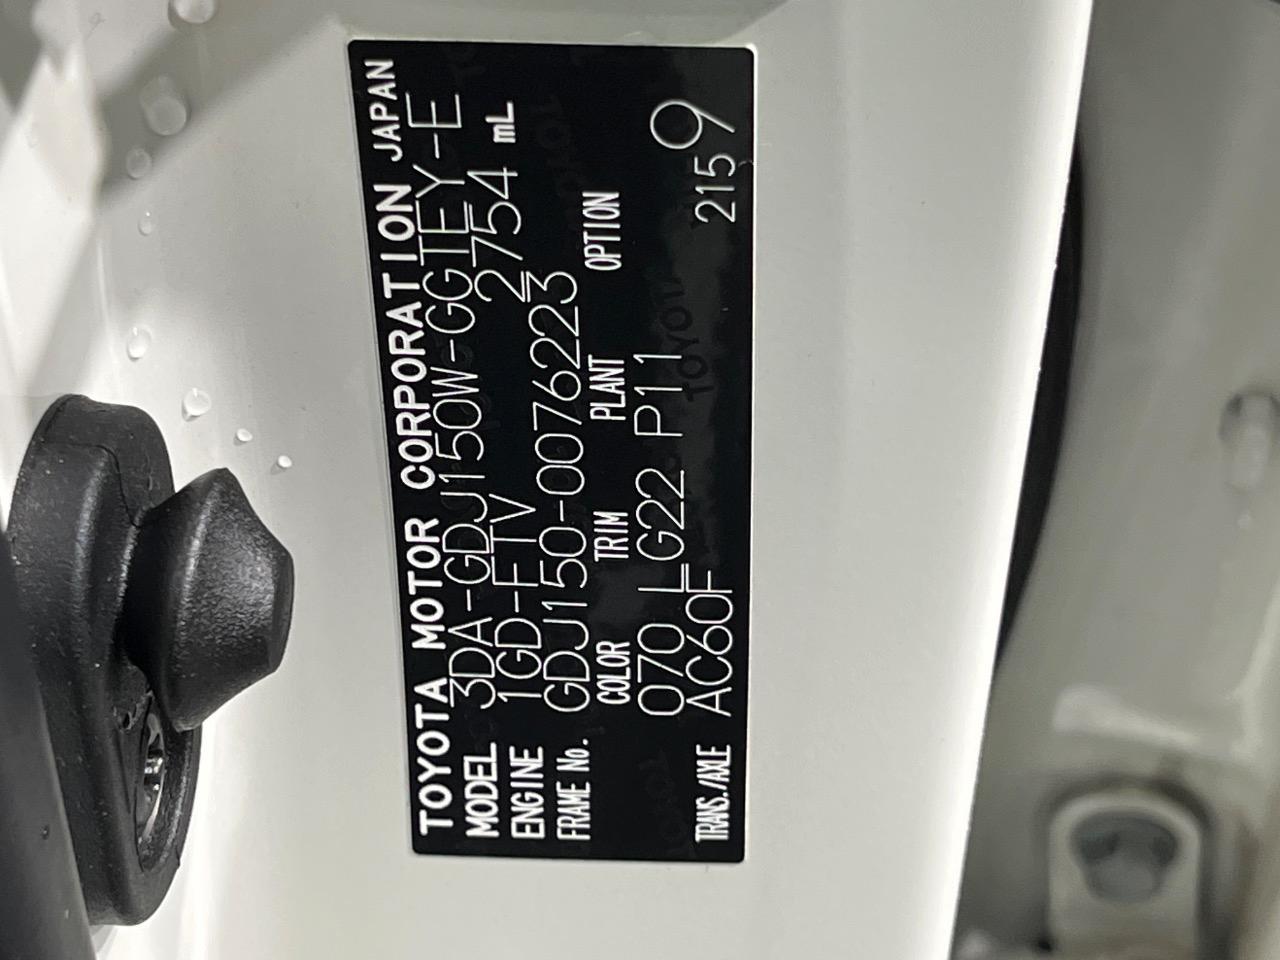 TOYOTA MOTOR CORPORATION JAPAN
MODEL 3DA-GDJ150W-GGTEY-E
ENGINE 1GD-FTV 2754 mL
FRAME No. GDJ150-0076223
COLOR TRIM PLANT OPTION
070 LG22 P11
TRANS./AXLE AC60F 2159